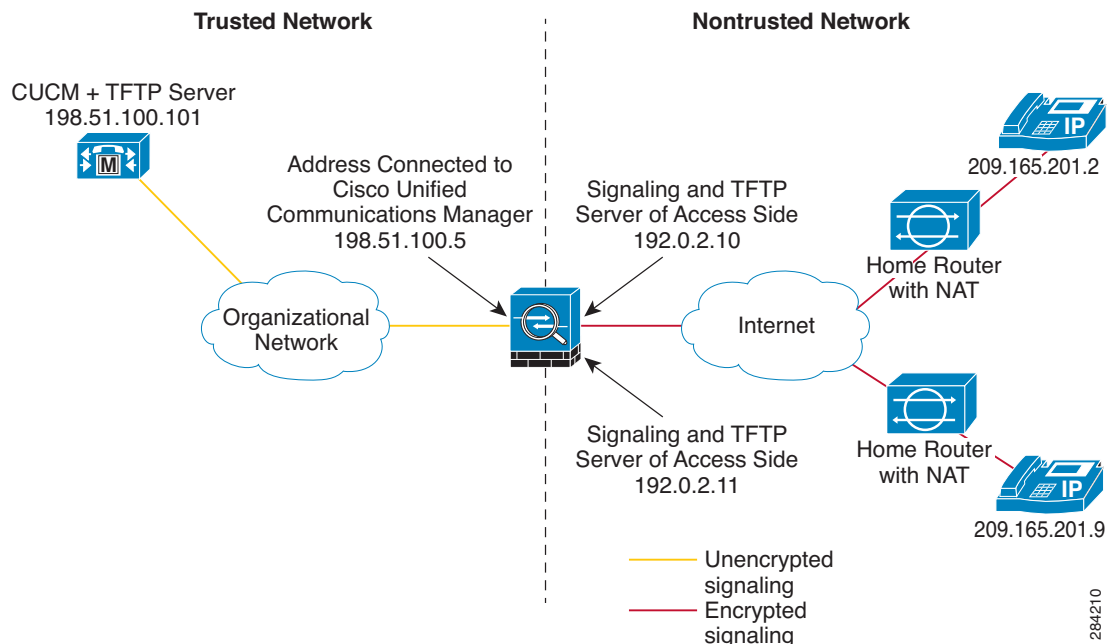 Trusted Network
Nontrusted Network
CUCM + TFTP Server
198.51.100.101
M
Address Connected to
Cisco Unified
Communications Manager
198.51.100.5
Signaling and TFTP
Server of Access Side
192.0.2.10
IP
209.165.201.2
Home Router
with NAT
Organizational
Network
Internet
Signaling and TFTP
Server of Access Side
192.0.2.11
Home Router
with NAT
IP
209.165.201.9
Unencrypted
signaling
Encrypted
signaling
284210